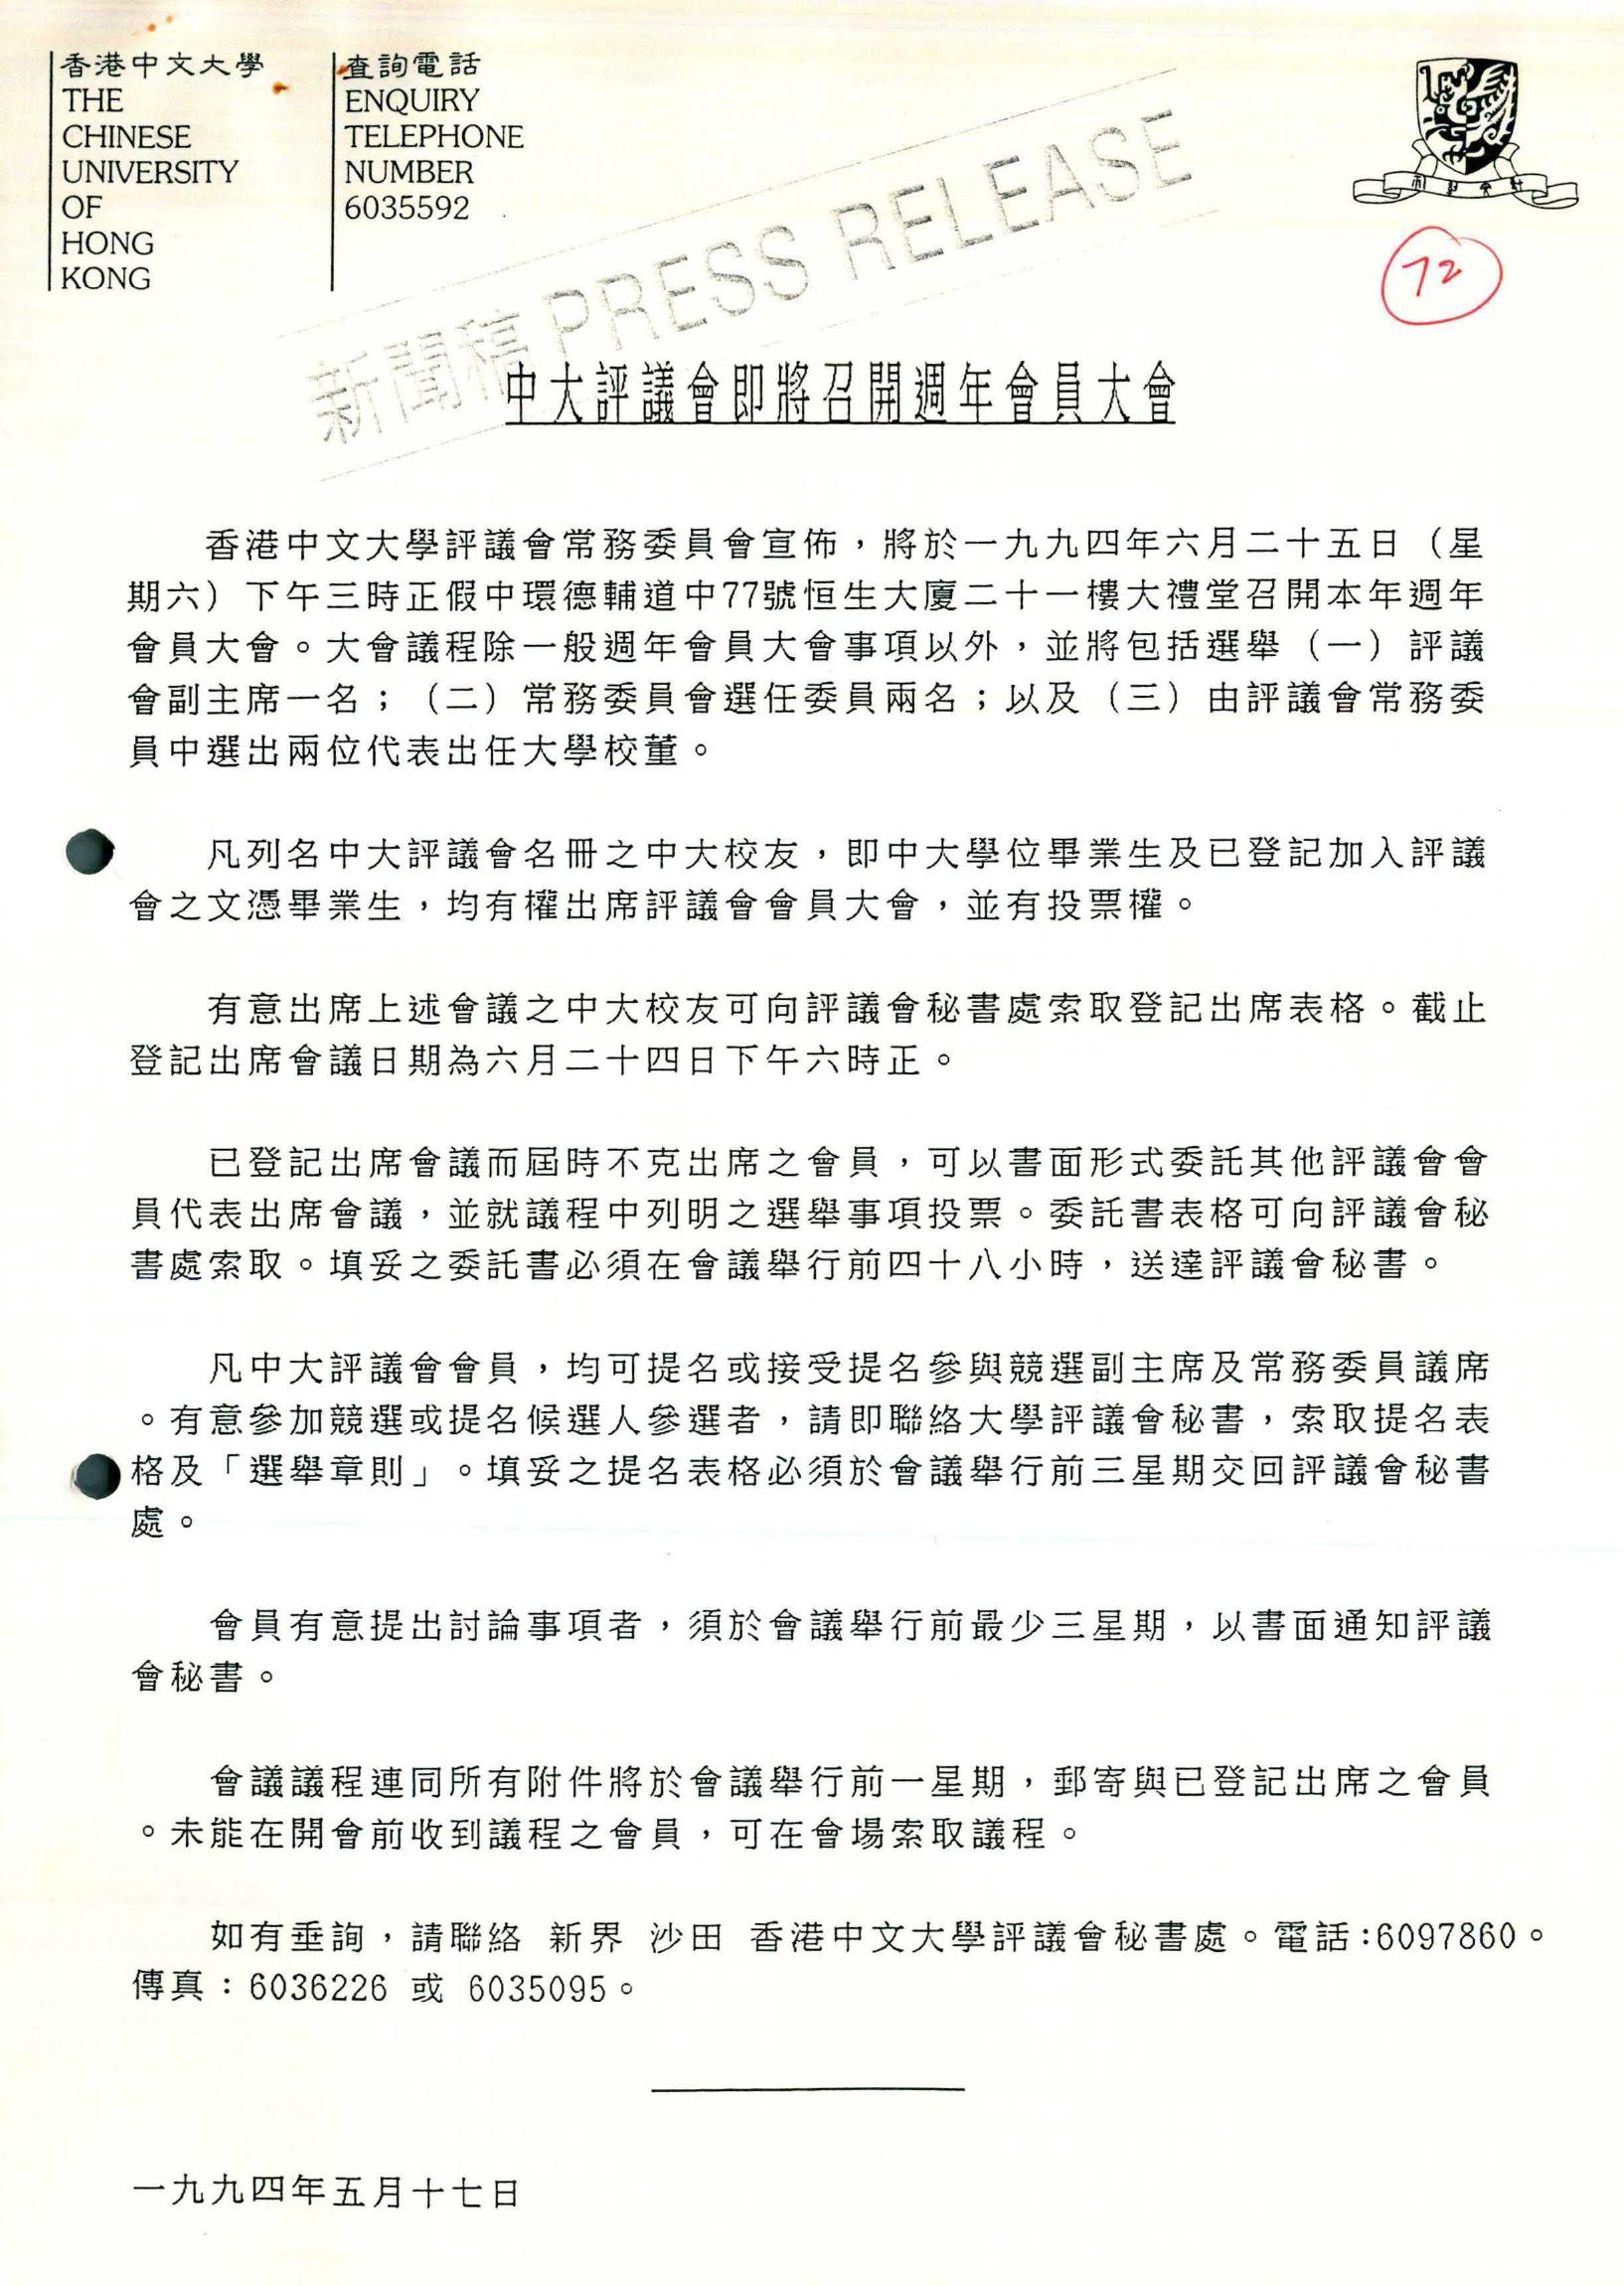 香港中文大學
THE
CHINESE
UNIVERSITY
OF
HONG
KONG
查詢電話
ENQUIRY
TELEPHONE
NUMBER
6035592
新聞稿 PRESS RELEASE
72
中大評議會即將召開週年會員大會
香港中文大學評議會常務委員會宣佈，將於一九九四年六月二十五日（星
期六）下午三時正假中環德輔道中77號恒生大廈二十一樓大禮堂召開本年週年
會員大會。大會議程除一般週年會員大會事項以外，並將包括選舉（一）評議
會副主席一名；（二）常務委員會選任委員兩名；以及（三）由評議會常務委
員中選出兩位代表出任大學校董。
凡列名中大評議會名冊之中大校友，即中大學位畢業生及已登記加入評議
會之文憑畢業生，均有權出席評議會會員大會，並有投票權。
有意出席上述會議之中大校友可向評議會秘書處索取登記出席表格。截止
登記出席會議日期為六月二十四日下午六時正。
已登記出席會議而屆時不克出席之會員，可以書面形式委託其他評議會會
員代表出席會議，並就議程中列明之選舉事項投票。委託書表格可向評議會秘
書處索取。填妥之委託書必須在會議舉行前四十八小時，送達評議會秘書。
凡中大評議會會員，均可提名或接受提名參與競選副主席及常務委員議席
。有意參加競選或提名候選人參選者，請即聯絡大學評議會秘書，索取提名表
格及「選舉章則」。填妥之提名表格必須於會議舉行前三星期交回評議會秘書
處。
會員有意提出討論事項者，須於會議舉行前最少三星期，以書面通知評議
會秘書。
會議議程連同所有附件將於會議舉行前一星期，郵寄與已登記出席之會員
。未能在開會前收到議程之會員，可在會場索取議程。
如有垂詢，請聯絡 新界 沙田 香港中文大學評議會秘書處。電話:6097860。
傳真：6036226 或 6035095。
一九九四年五月十七日